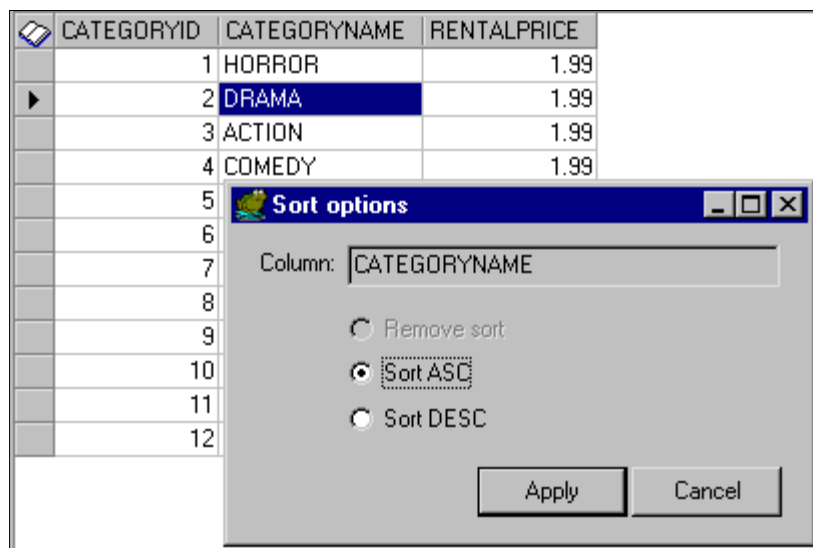 CATEGORYID CATEGORYNAME RENTALPRICE
1 HORROR 1.99
2 DRAMA 1.99
3 ACTION 1.99
4 COMEDY 1.99
5
6
7
8
9
10
11
12
Sort options
Column: CATEGORYNAME
Remove sort
Sort ASC
Sort DESC
Apply Cancel